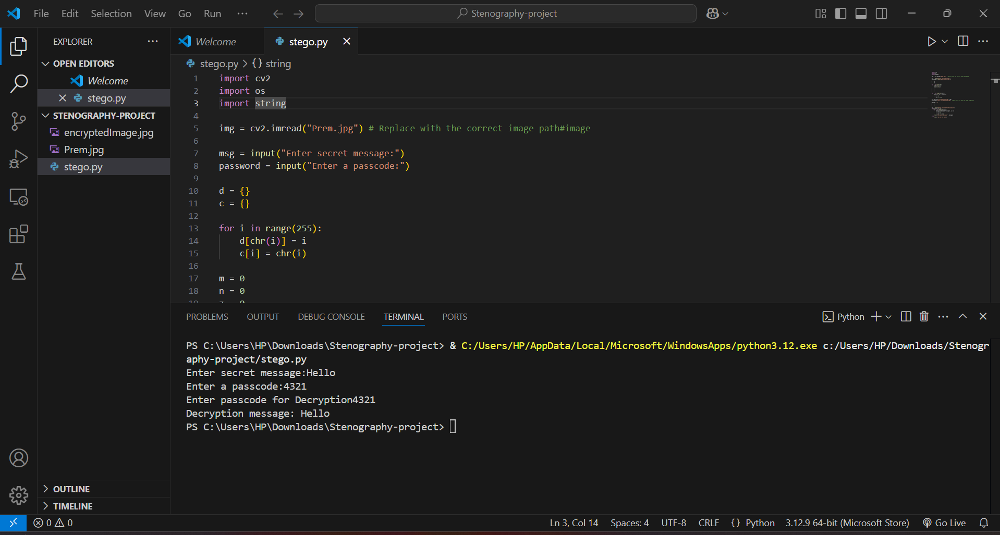 File Edit Selection View Go Run ··· Stenography-project
EXPLORER
OPEN EDITORS
Welcome
stego.py
STENOGRAPHY-PROJECT
encryptedImage.jpg
Prem.jpg
stego.py
OUTLINE
TIMELINE
Welcome stego.py
stego.py > {} string
1 import cv2
2 import os
3 import string
4
5 img = cv2.imread("Prem.jpg") # Replace with the correct image path#image
6
7 msg = input("Enter secret message:")
8 password = input("Enter a passcode:")
9
10 d = {}
11 c = {}
12
13 for i in range(255):
14     d[chr(i)] = i
15     c[i] = chr(i)
16
17 m = 0
18 n = 0
PROBLEMS OUTPUT DEBUG CONSOLE TERMINAL PORTS Python
PS C:\Users\HP\Downloads\Stenography-project> & C:/Users/HP/AppData/Local/Microsoft/WindowsApps/python3.12.exe c:/Users/HP/Downloads/Stenogr
aphy-project/stego.py
Enter secret message:Hello
Enter a passcode:4321
Enter passcode for Decryption4321
Decryption message: Hello
PS C:\Users\HP\Downloads\Stenography-project>
0 0 Ln 3, Col 14 Spaces: 4 UTF-8 CRLF {} Python 3.12.9 64-bit (Microsoft Store) Go Live